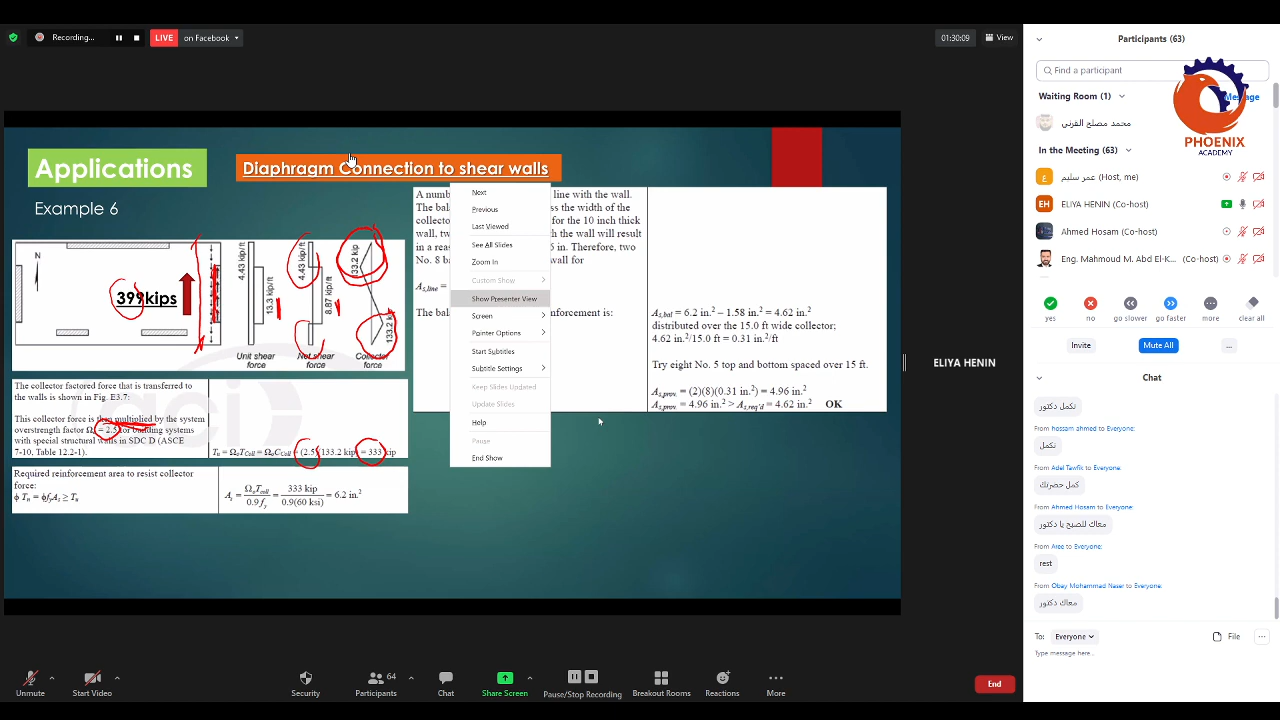 Recording...
LIVE
on Facebook
01:30:09
View
Participants (63)
Find a participant
Waiting Room (1)
Message
محمد مصلح القرني
PHOENIX
ACADEMY
In the Meeting (63)
ع
عمر سليم (Host, me)
EH
ELIYA HENIN (Co-host)
Ahmed Hosam (Co-host)
Eng. Mahmoud M. Abd El-K...
yes
no
go slower
go faster
more
clear all
Invite
Mute All
...
Chat
نكمل دكتور
From hossam ahmed to Everyone:
نكمل
From Adel Tawfik to Everyone:
كمل حضرتك
From Ahmed Hosam to Everyone:
معاك للصبح يا دكتور
From Aree to Everyone:
rest
From Obay Mohammad Naser to Everyone:
معاك دكتور
To: Everyone
File
Type message here...
Applications
Diaphragm Connection to shear walls
Example 6
N
399kips
4.43 kip/ft
13.3 kip/ft
Unit shear
force
4.43 kip/ft
8.87 kip/ft
Net shear
force
133.2 kip
133.2 kip
Collector
force
The collector factored force that is transferred to
the walls is shown in Fig. E3.7:
This collector force is then multiplied by the system
overstrength factor Ωo = 2.5 for building systems
with special structural walls in SDC D (ASCE
7-10, Table 12.2-1).
Tu = ΩoTColl = ΩoCColl = (2.5)(133.2 kip) = 333 kip
Required reinforcement area to resist collector
force:
ϕ Tn = ϕfyAs ≥ Tu
As = ΩoTcoll / 0.9fy = 333 kip / 0.9(60 ksi) = 6.2 in.2
A numb
line with the wall.
The bala
ss the width of the
collecto
for the 10 inch thick
wall, tw
h the wall will result
in a reas
5 in. Therefore, two
No. 8 ba
wall for
As,line =
The bala
nforcement is:
As,bal = 6.2 in.2 – 1.58 in.2 = 4.62 in.2
distributed over the 15.0 ft wide collector;
4.62 in.2/15.0 ft = 0.31 in.2/ft
Try eight No. 5 top and bottom spaced over 15 ft.
As,prov. = (2)(8)(0.31 in.2) = 4.96 in.2
As,prov. = 4.96 in.2 > As,req'd = 4.62 in.2 OK
aci
Next
Previous
Last Viewed
See All Slides
Zoom In
Custom Show
Show Presenter View
Screen
Pointer Options
Start Subtitles
Subtitle Settings
Keep Slides Updated
Update Slides
Help
Pause
End Show
ELIYA HENIN
Unmute
Start Video
Security
64
Participants
Chat
Share Screen
Pause/Stop Recording
Breakout Rooms
Reactions
More
End